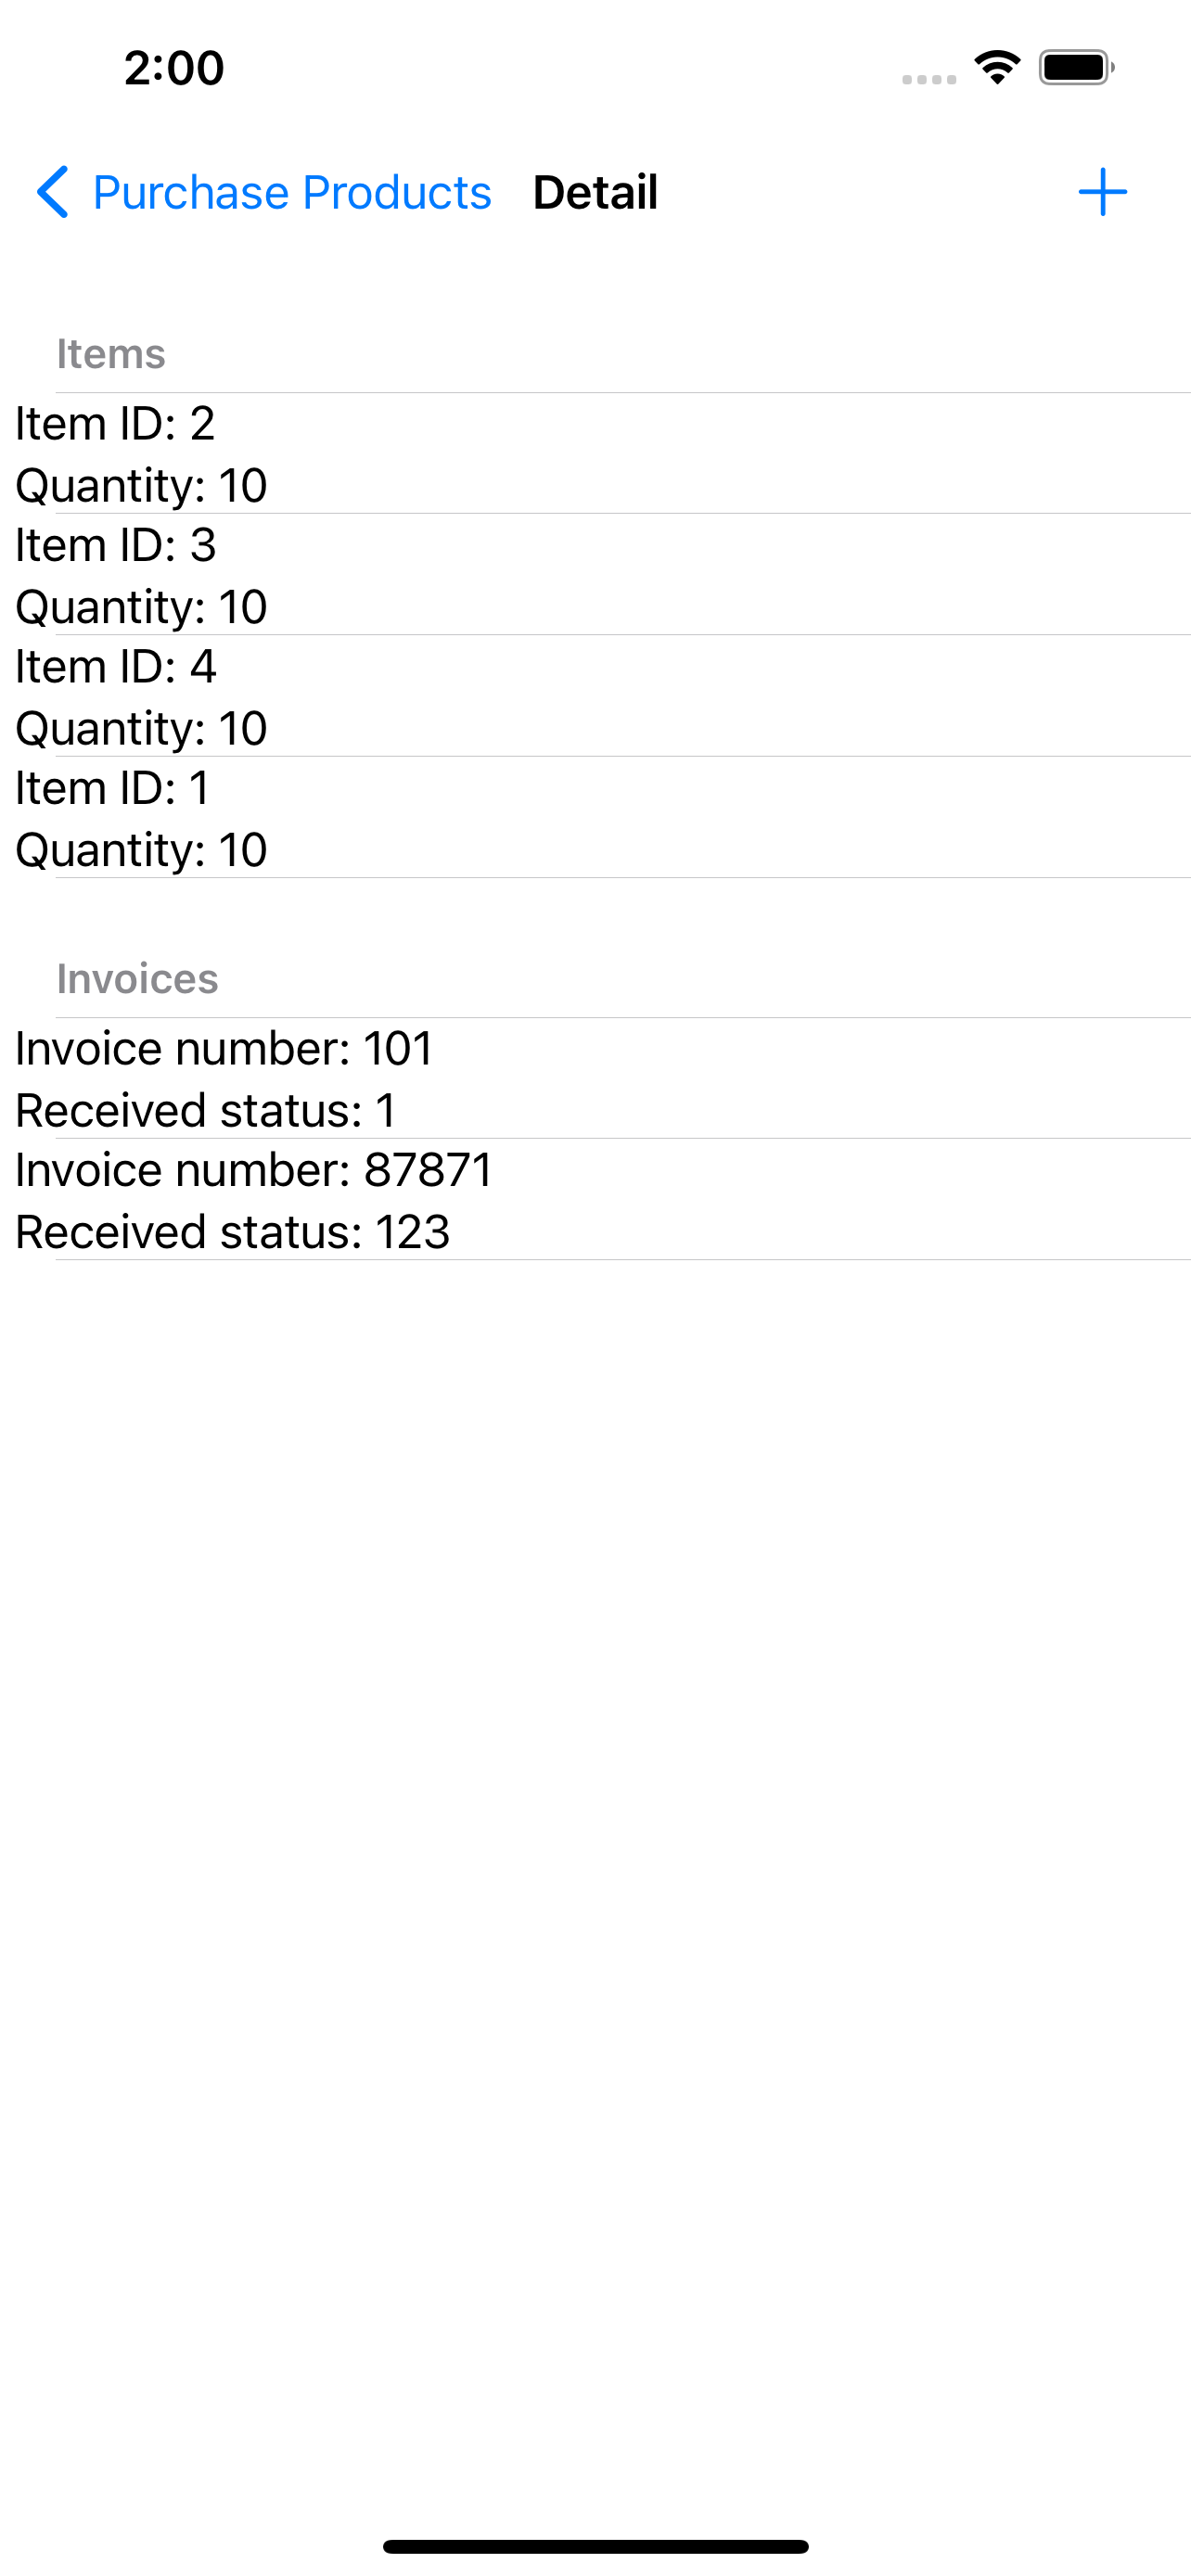 2:00
Purchase Products Detail
Items
Item ID: 2
Quantity: 10
Item ID: 3
Quantity: 10
Item ID: 4
Quantity: 10
Item ID: 1
Quantity: 10
Invoices
Invoice number: 101
Received status: 1
Invoice number: 87871
Received status: 123